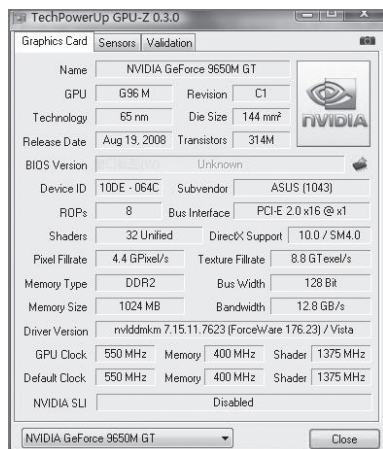 TechPowerUp GPU-Z 0.3.0
Graphics Card Sensors Validation
Name NVIDIA GeForce 9650M GT
GPU G96 M Revision C1
Technology 65 nm Die Size 144 mm²
NVIDIA
Release Date Aug 19, 2008 Transistors 314M
BIOS Version Unknown
Device ID 10DE - 064C Subvendor ASUS (1043)
ROPs 8 Bus Interface PCI-E 2.0 x16 @ x1
Shaders 32 Unified DirectX Support 10.0 / SM4.0
Pixel Fillrate 4.4 GPixel/s Texture Fillrate 8.8 GTexel/s
Memory Type DDR2 Bus Width 128 Bit
Memory Size 1024 MB Bandwidth 12.8 GB/s
Driver Version nvlddmkm 7.15.11.7623 (ForceWare 176.23) / Vista
GPU Clock 550 MHz Memory 400 MHz Shader 1375 MHz
Default Clock 550 MHz Memory 400 MHz Shader 1375 MHz
NVIDIA SLI Disabled
NVIDIA GeForce 9650M GT Close